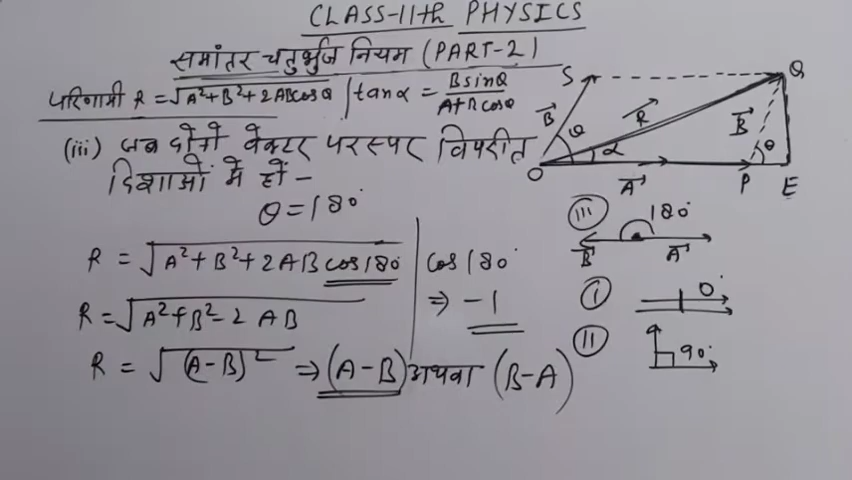 CLASS-11th PHYSICS
समांतर चतुर्भुज नियम (PART-2)
परिणामी R = √A²+B²+2ABcosθ | tanα = Bsinθ / A+Bcosθ
(iii) जब दोनों वेक्टर परस्पर विपरीत
दिशाओं में हों -
θ = 180°
R = √A²+B²+2AB cos180°
cos180°
⇒ -1
R = √A²+B²-2AB
R = √(A-B)² ⇒ (A-B) अथवा (B-A)
S Q
B⃗ R⃗ B⃗
θ α θ
O A⃗ P E
(iii) 180°
B⃗ A⃗
(I) 0°
(II) 90°